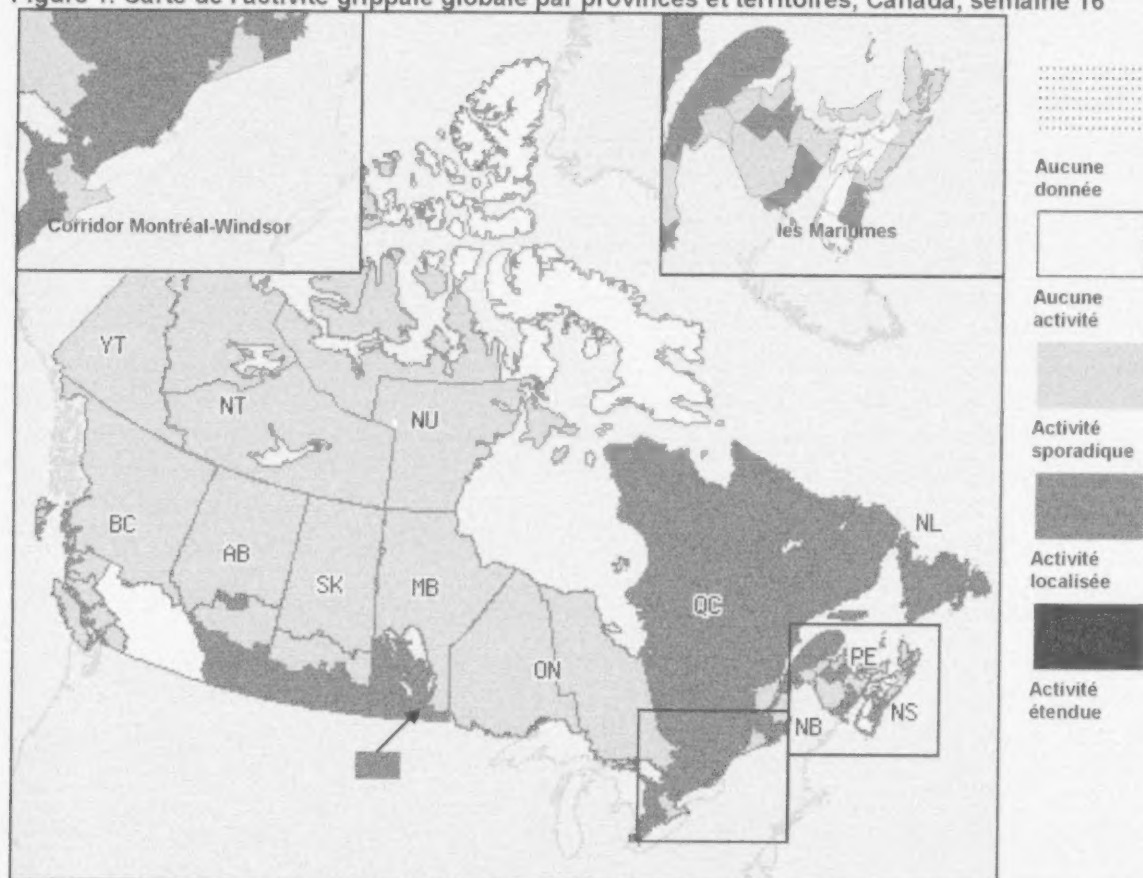 Figure 1. Carte de l'activité grippale globale par provinces et territoires, Canada, semaine 16
Corridor Montréal-Windsor
les Maritimes
Aucune
donnée
Aucune
activité
Activité
sporadique
Activité
localisée
Activité
étendue
YT
NT
NU
BC
AB
SK
MB
ON
QC
NL
PE
NB
NS